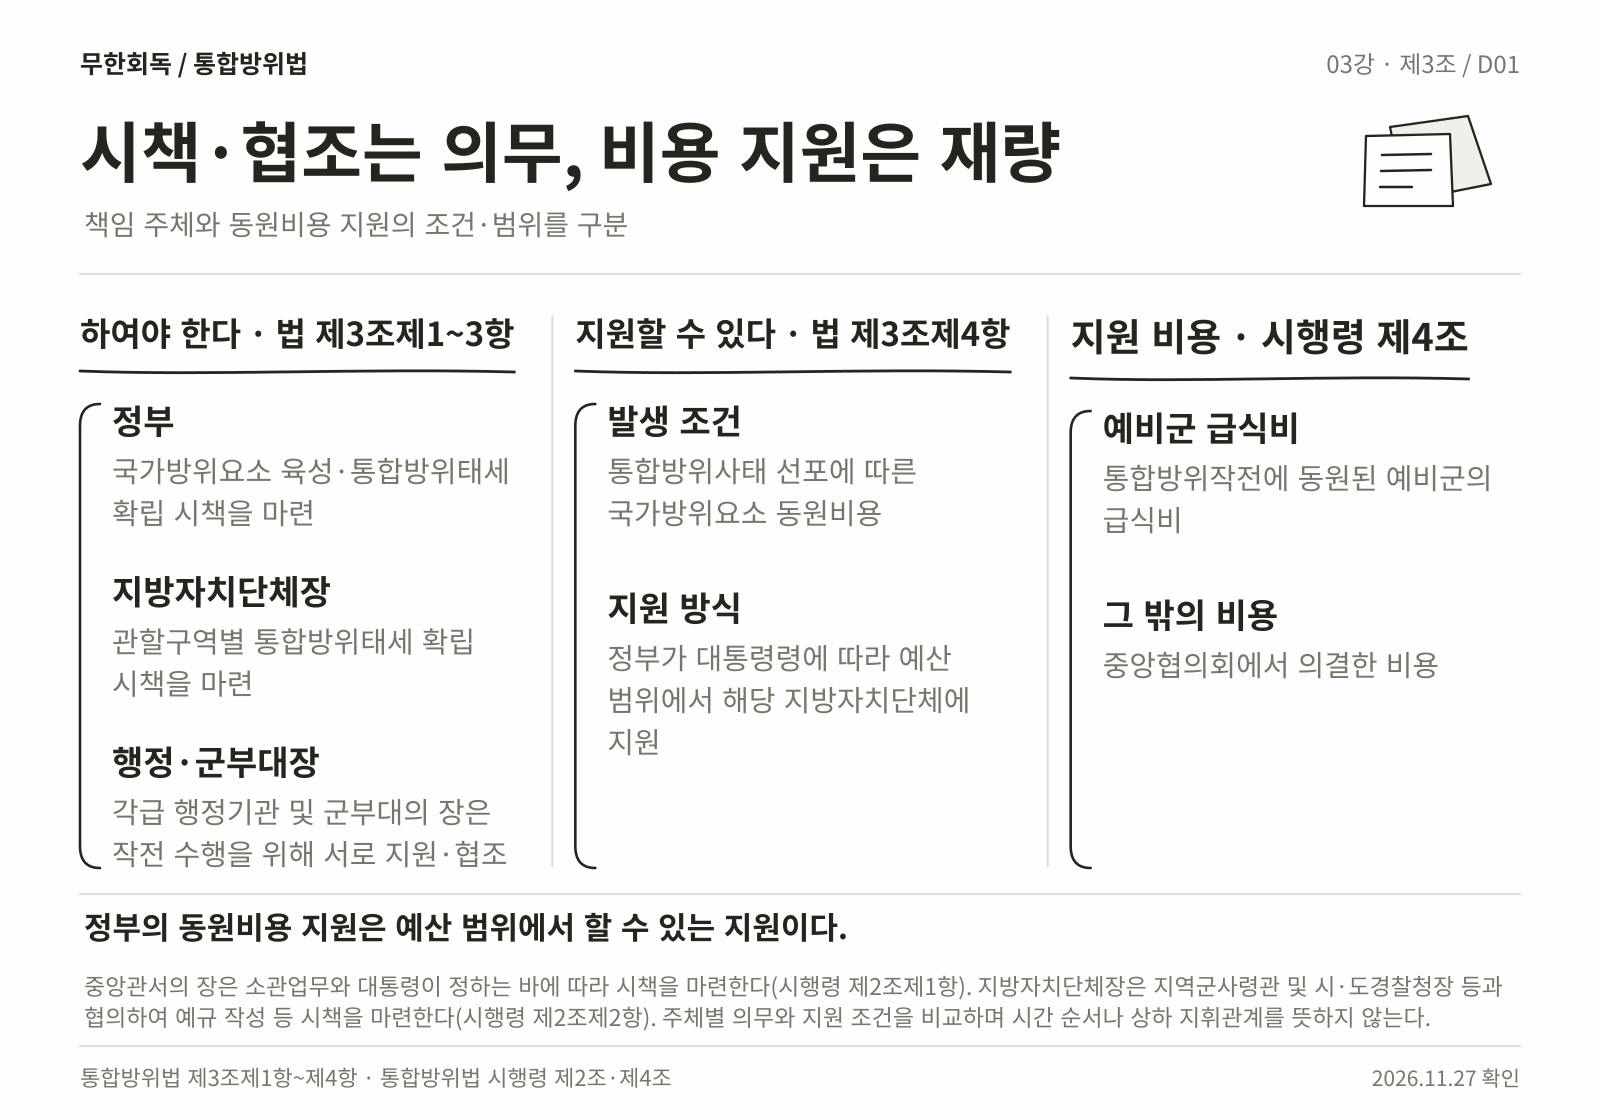 무한회독 / 통합방위법
03강 · 제3조 / D01
시책·협조는 의무, 비용 지원은 재량
책임 주체와 동원비용 지원의 조건·범위를 구분
하여야 한다 · 법 제3조제1~3항
정부
국가방위요소 육성·통합방위태세
확립 시책을 마련
지방자치단체장
관할구역별 통합방위태세 확립
시책을 마련
행정·군부대장
각급 행정기관 및 군부대의 장은
작전 수행을 위해 서로 지원·협조
지원할 수 있다 · 법 제3조제4항
발생 조건
통합방위사태 선포에 따른
국가방위요소 동원비용
지원 방식
정부가 대통령령에 따라 예산
범위에서 해당 지방자치단체에
지원
지원 비용 · 시행령 제4조
예비군 급식비
통합방위작전에 동원된 예비군의
급식비
그 밖의 비용
중앙협의회에서 의결한 비용
정부의 동원비용 지원은 예산 범위에서 할 수 있는 지원이다.
중앙관서의 장은 소관업무와 대통령이 정하는 바에 따라 시책을 마련한다(시행령 제2조제1항). 지방자치단체장은 지역군사령관 및 시·도경찰청장 등과
협의하여 예규 작성 등 시책을 마련한다(시행령 제2조제2항). 주체별 의무와 지원 조건을 비교하며 시간 순서나 상하 지휘관계를 뜻하지 않는다.
통합방위법 제3조제1항~제4항 · 통합방위법 시행령 제2조·제4조
2026.11.27 확인